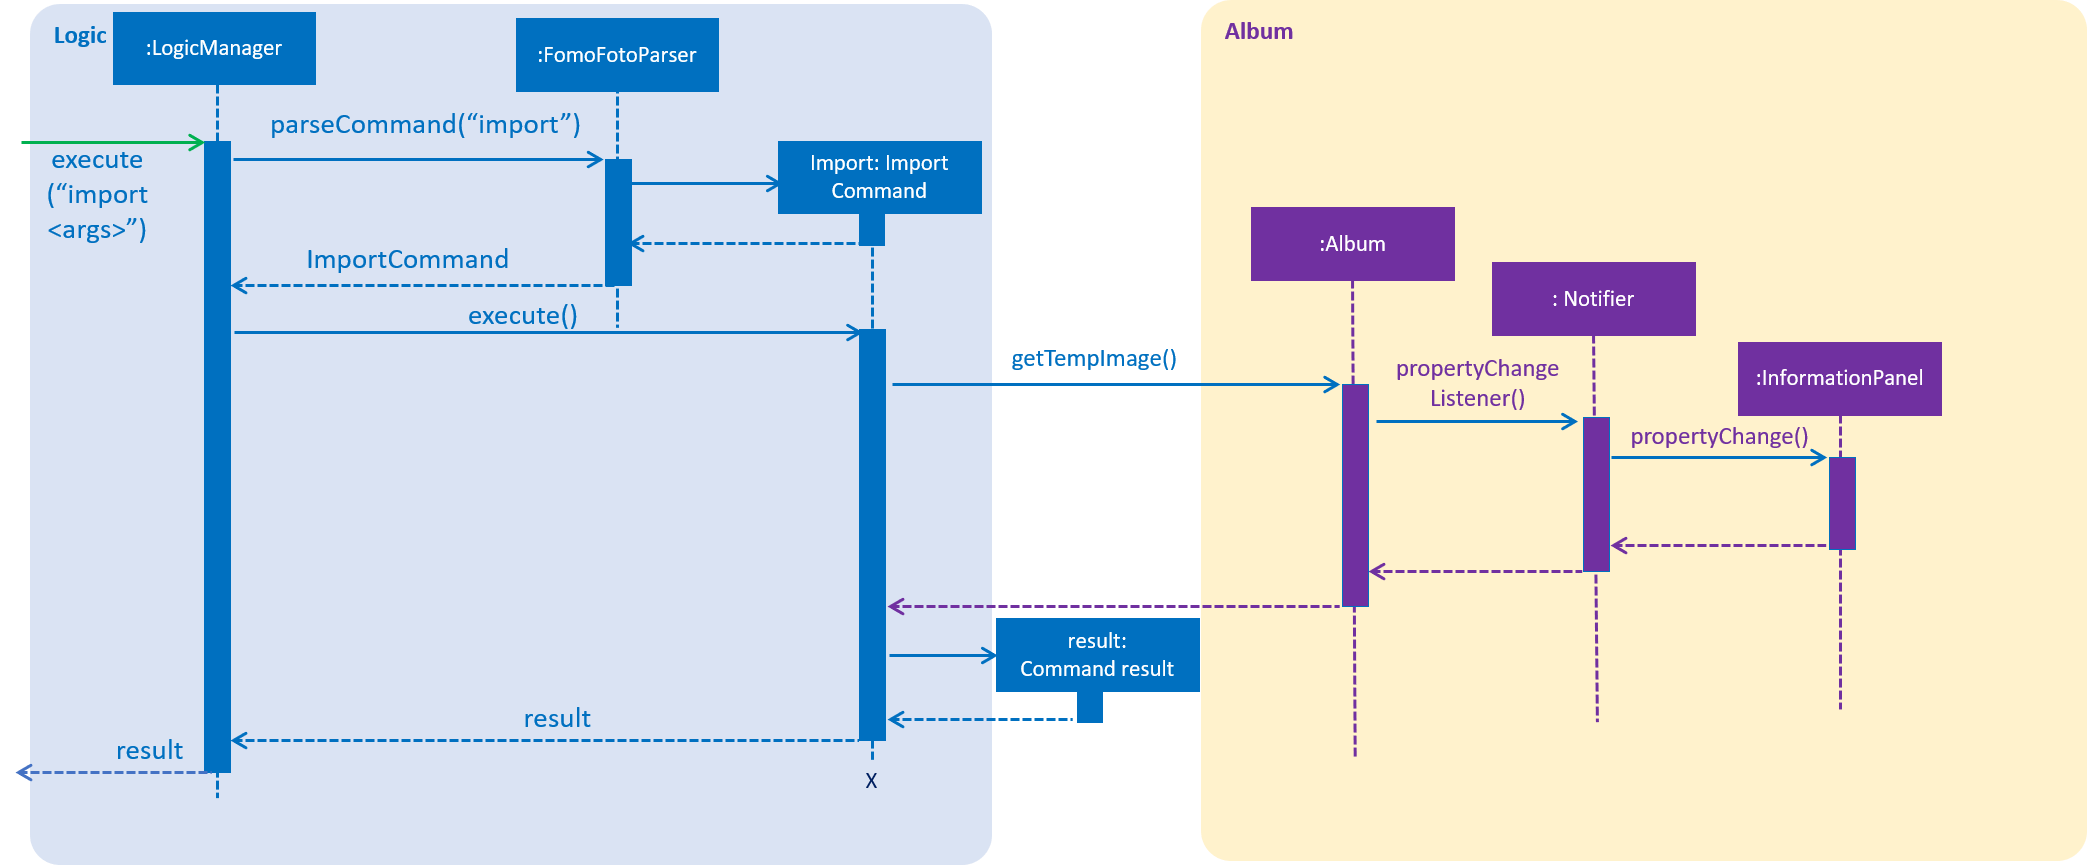 Logic
:LogicManager
:FomoFotoParser
Album
parseCommand(“import”)
execute
(“import
<args>”)
Import: Import
Command
ImportCommand
execute()
:Album
: Notifier
getTempImage()
propertyChange
Listener()
:InformationPanel
propertyChange()
result:
Command result
result
result
X